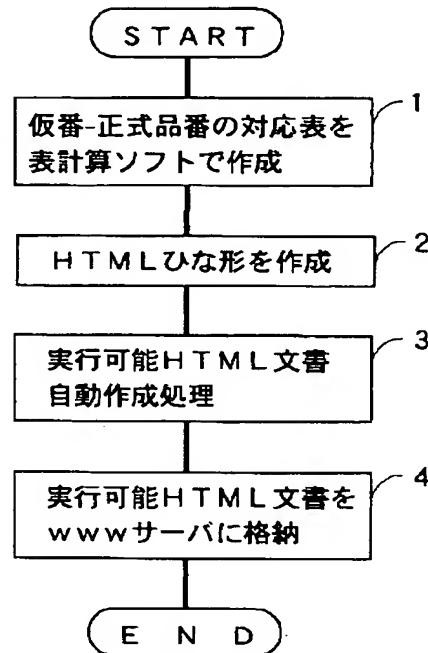 START
1
仮番-正式品番の対応表を
表計算ソフトで作成
2
HTMLひな形を作成
3
実行可能HTML文書
自動作成処理
4
実行可能HTML文書を
wwwサーバに格納
END